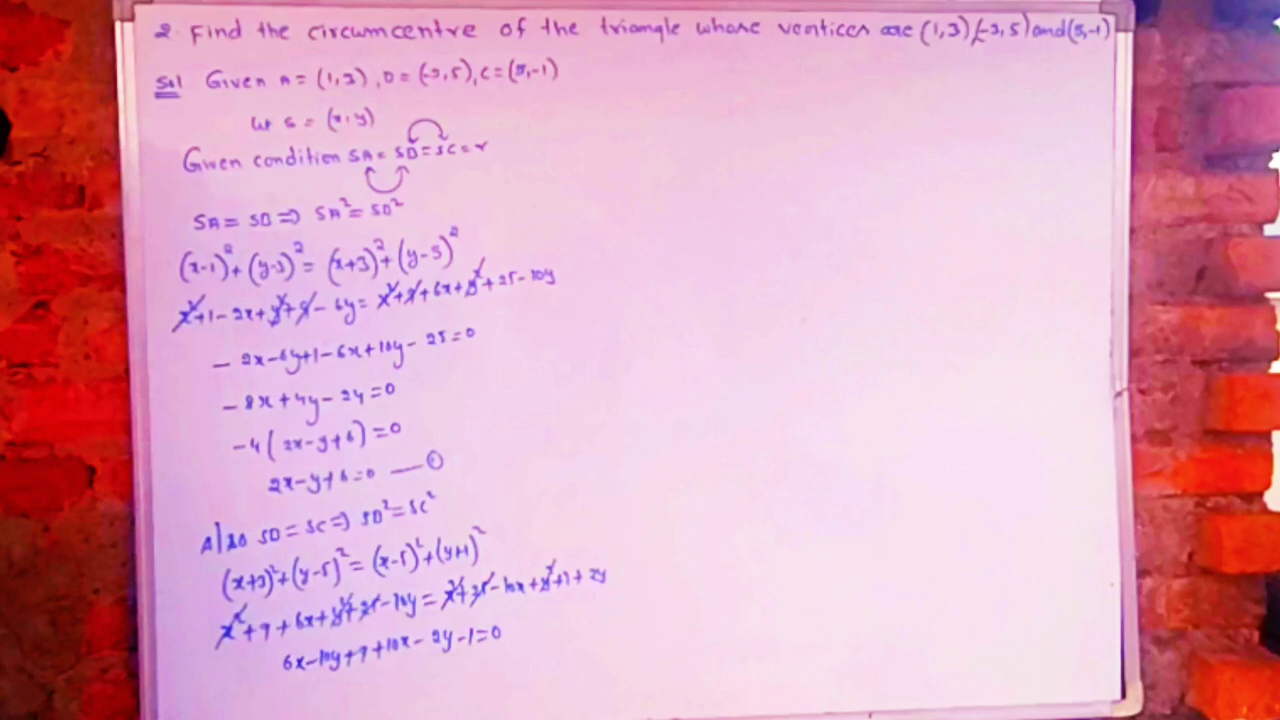 2. Find the circumcentre of the triangle whose vertices are (1,3),(-3,5) and (5,-1)
Sol Given A = (1,3), B = (-3,5), C = (5,-1)
Let S = (x,y)
Given condition SA = SB = SC = r
SA = SB ⇒ SA² = SB²
(x-1)² + (y-3)² = (x+3)² + (y-5)²
x²+1-2x+y²+9-6y = x²+9+6x+y²+25-10y
-2x-6y+1-6x+10y-25=0
-8x+4y-24=0
-4(2x-y+6)=0
2x-y+6=0 —①
Also SB = SC ⇒ SB² = SC²
(x+3)²+(y-5)² = (x-5)²+(y+1)²
x²+9+6x+y²+25-10y = x²+25-10x+y²+1+2y
6x-10y+9+10x-2y-1=0